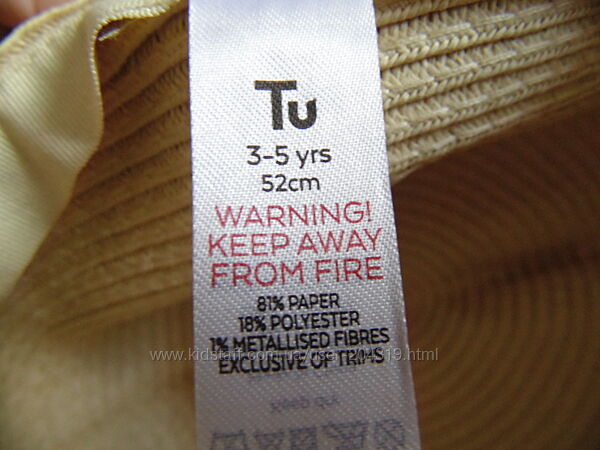 Tu
3-5 yrs
52cm
WARNING!
KEEP AWAY
FROM FIRE
81% PAPER
18% POLYESTER
1% METALLISED FIBRES
www.kidstaff.com.ua/user-204319.html
EXCLUSIVE OF TRIMS